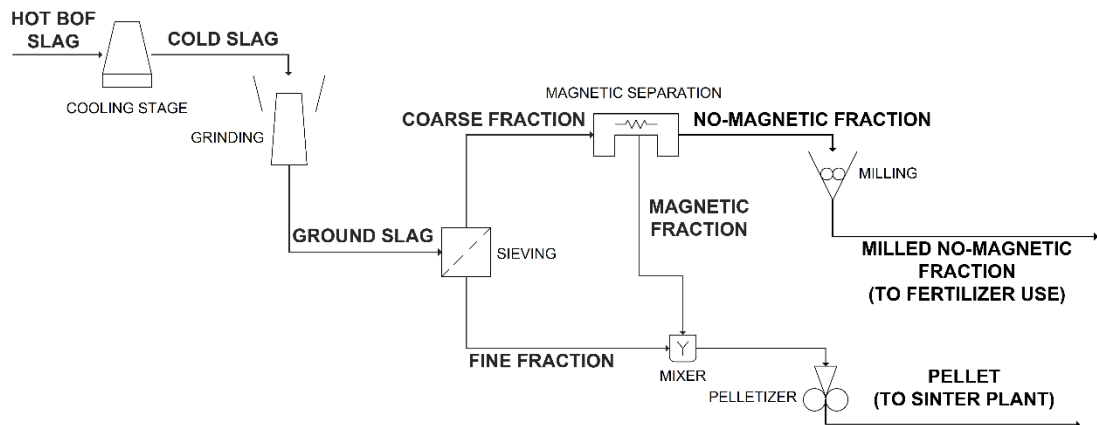 HOT BOF
SLAG
COLD SLAG
COOLING STAGE
GRINDING
GROUND SLAG
SIEVING
COARSE FRACTION
MAGNETIC SEPARATION
NO-MAGNETIC FRACTION
MILLING
MAGNETIC
FRACTION
MILLED NO-MAGNETIC
FRACTION
(TO FERTILIZER USE)
FINE FRACTION
Y
MIXER
PELLETIZER
PELLET
(TO SINTER PLANT)